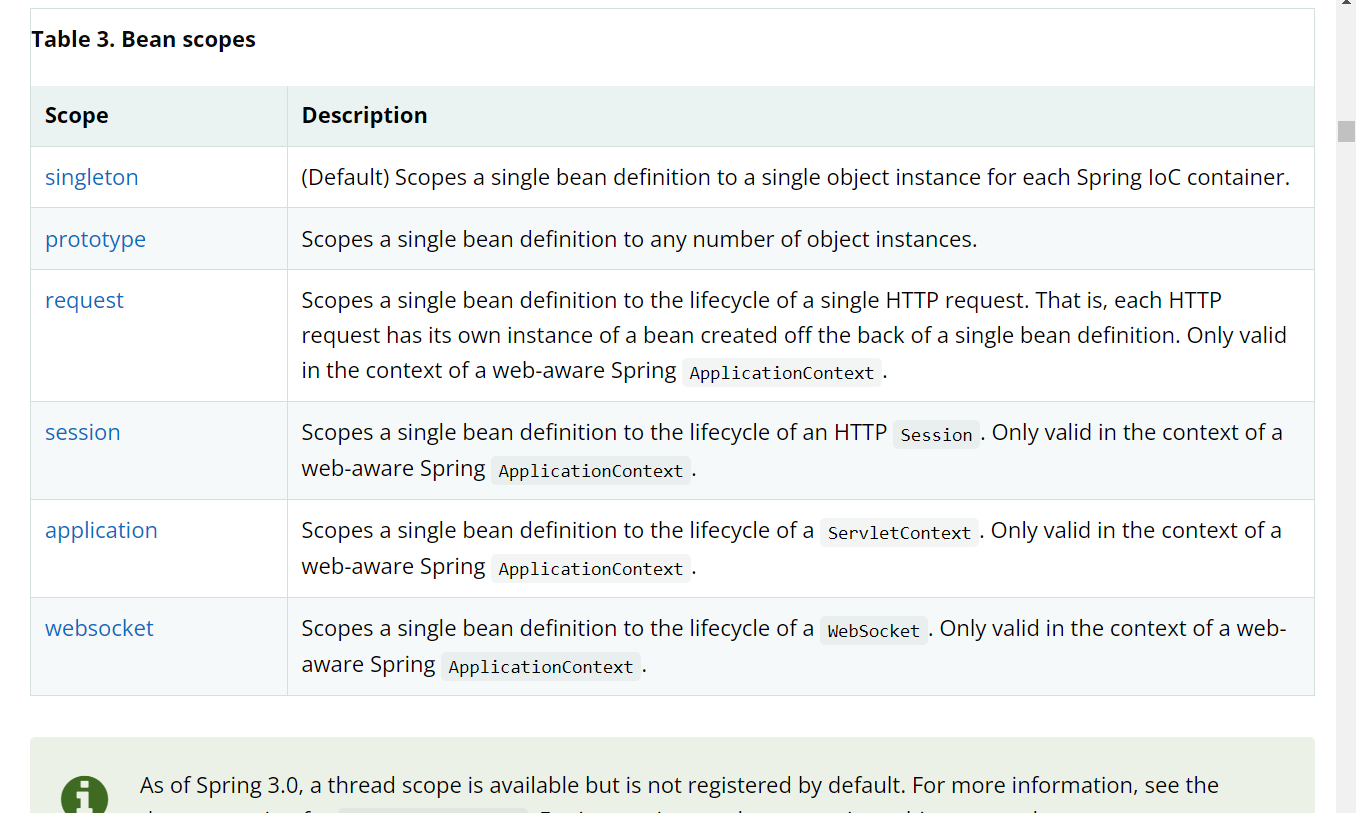 Table 3. Bean scopes
Scope Description
singleton (Default) Scopes a single bean definition to a single object instance for each Spring IoC container.
prototype Scopes a single bean definition to any number of object instances.
request Scopes a single bean definition to the lifecycle of a single HTTP request. That is, each HTTP
request has its own instance of a bean created off the back of a single bean definition. Only valid
in the context of a web-aware Spring ApplicationContext.
session Scopes a single bean definition to the lifecycle of an HTTP Session. Only valid in the context of a
web-aware Spring ApplicationContext.
application Scopes a single bean definition to the lifecycle of a ServletContext. Only valid in the context of a
web-aware Spring ApplicationContext.
websocket Scopes a single bean definition to the lifecycle of a WebSocket. Only valid in the context of a web-
aware Spring ApplicationContext.
As of Spring 3.0, a thread scope is available but is not registered by default. For more information, see the